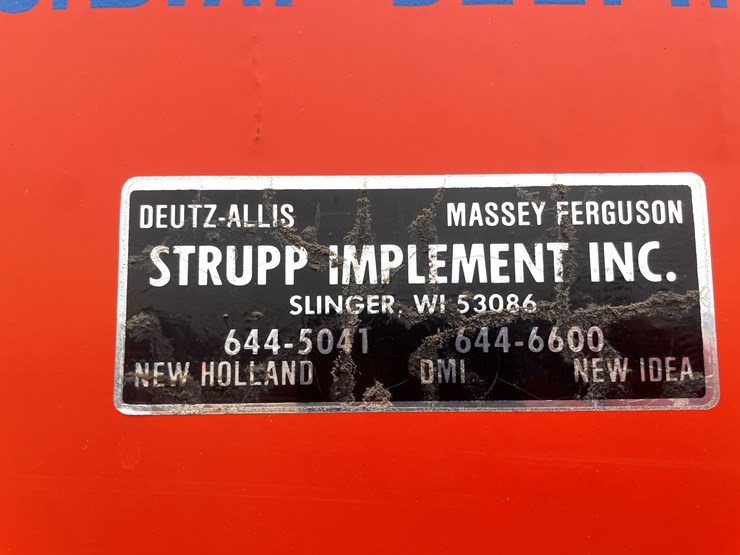 DEUTZ-ALLIS MASSEY FERGUSON
STRUPP IMPLEMENT INC.
SLINGER, WI 53086
644-5041 644-6600
NEW HOLLAND DMI NEW IDEA